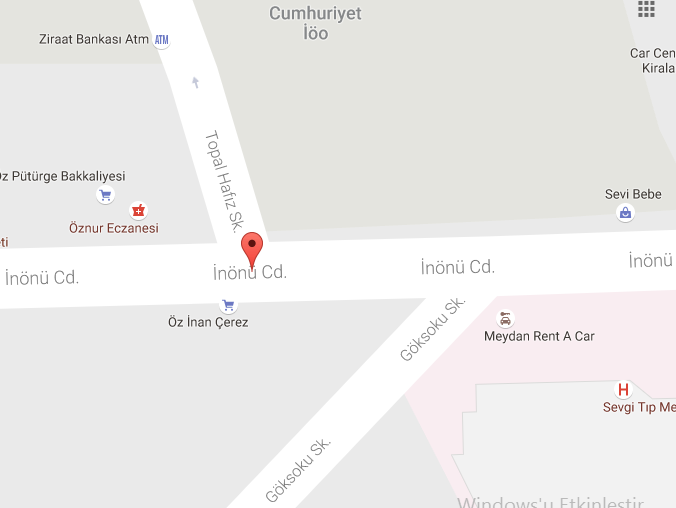 Cumhuriyet
İöo
Ziraat Bankası Atm
ATM
Car Cen
Kirala
Topal Hafız Sk.
Öz Pütürge Bakkaliyesi
Öznur Eczanesi
eti
Sevi Bebe
İnönü Cd.
İnönü Cd.
İnönü Cd.
İnönü
Öz İnan Çerez
Göksoku Sk.
Meydan Rent A Car
H
Sevgi Tıp Me
Göksoku Sk.
Windows'u Etkinleştir